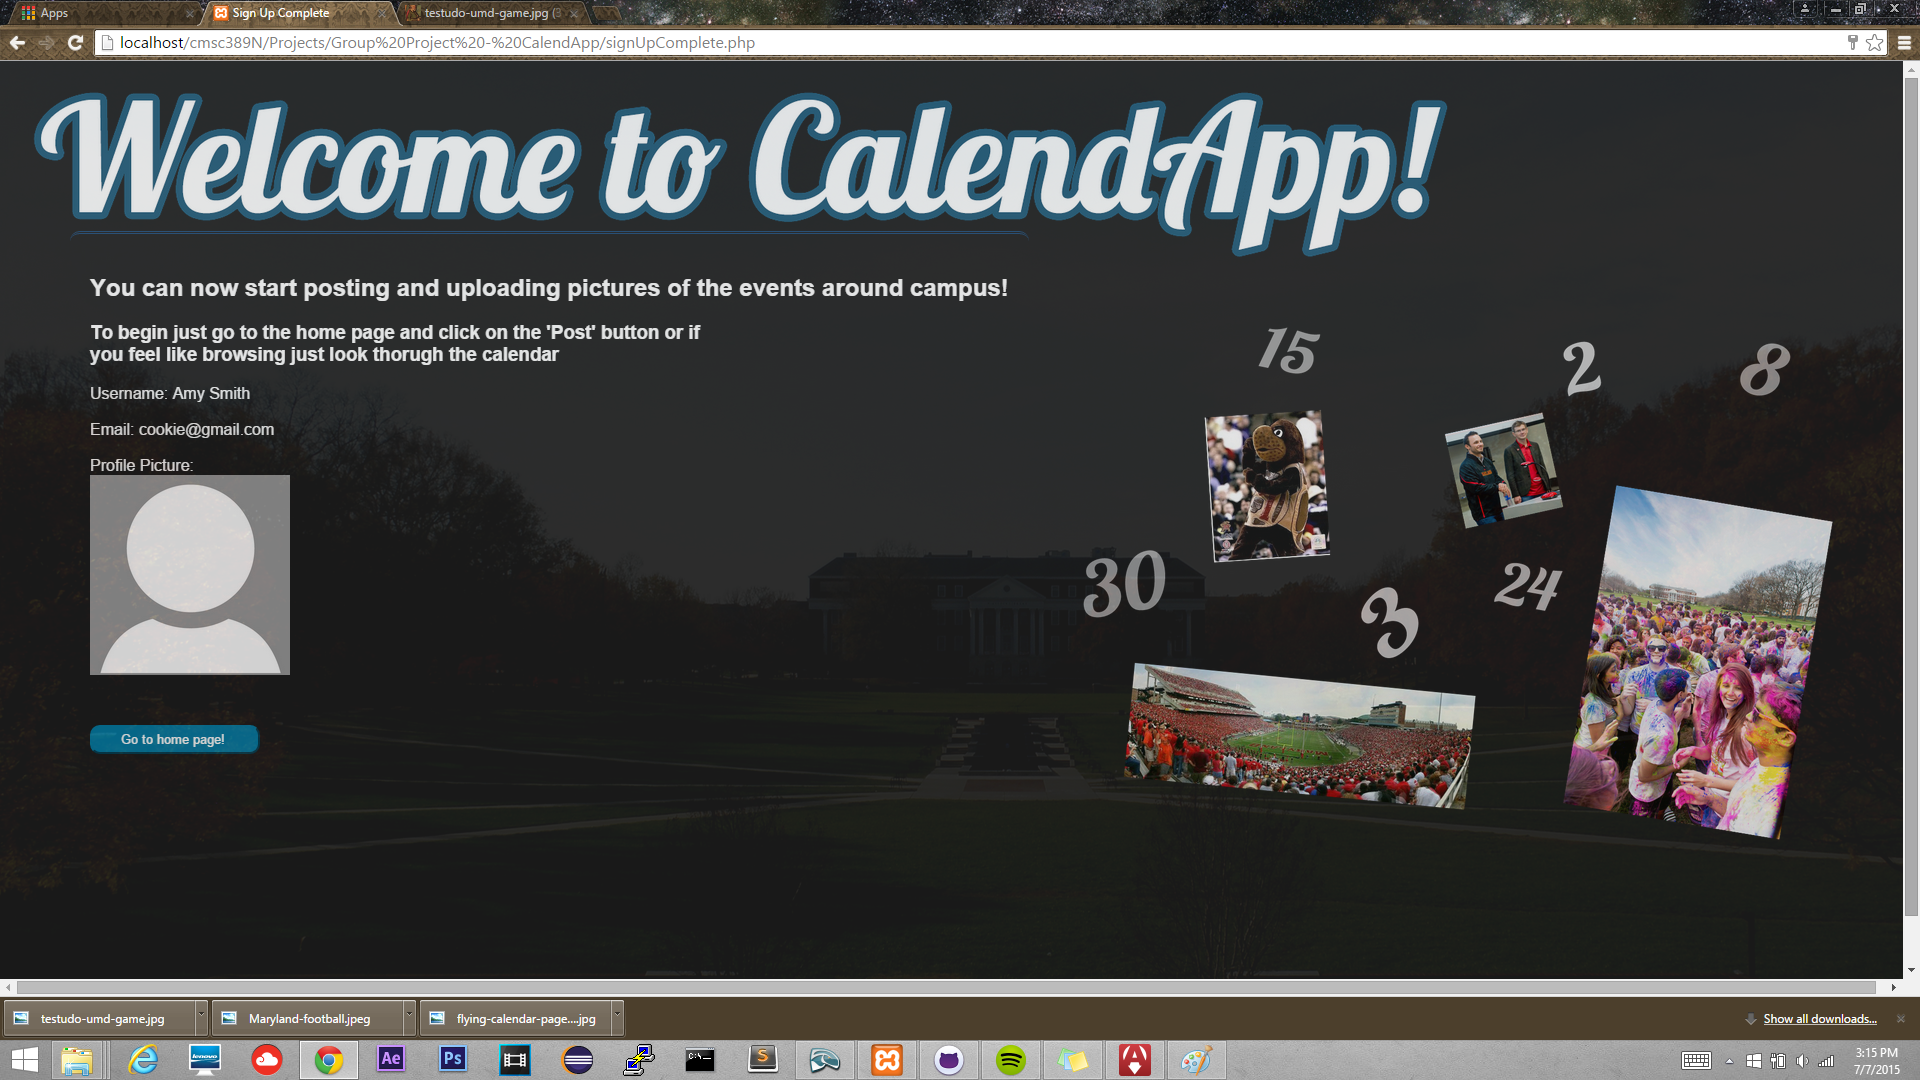 Apps
Sign Up Complete
testudo-umd-game.jpg (
localhost/cmsc389N/Projects/Group%20Project%20-%20CalendApp/signUpComplete.php
Welcome to CalendApp!
You can now start posting and uploading pictures of the events around campus!
To begin just go to the home page and click on the 'Post' button or if
you feel like browsing just look thorugh the calendar
Username: Amy Smith
Email: cookie@gmail.com
Profile Picture:
Go to home page!
15
2
8
30
3
24
testudo-umd-game.jpg
Maryland-football.jpeg
flying-calendar-page....jpg
Show all downloads...
lenovo
Ae
Ps
C:\
S
3:15 PM
7/7/2015